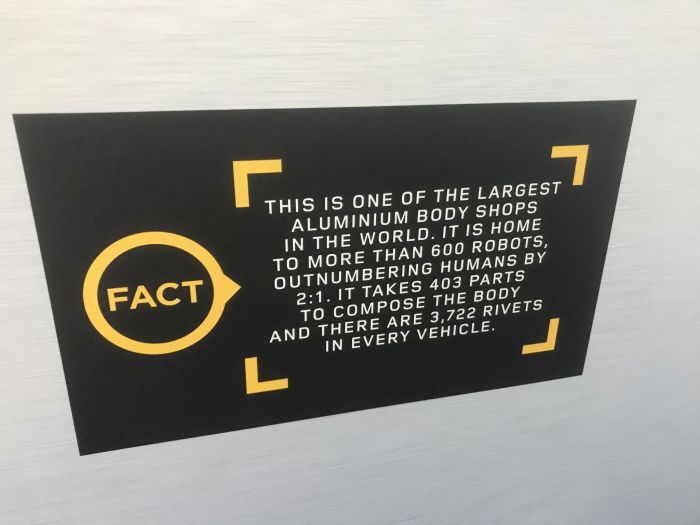 FACT
THIS IS ONE OF THE LARGEST
ALUMINIUM BODY SHOPS
IN THE WORLD. IT IS HOME
TO MORE THAN 600 ROBOTS,
OUTNUMBERING HUMANS BY
2:1. IT TAKES 403 PARTS
TO COMPOSE THE BODY
AND THERE ARE 3,722 RIVETS
IN EVERY VEHICLE.